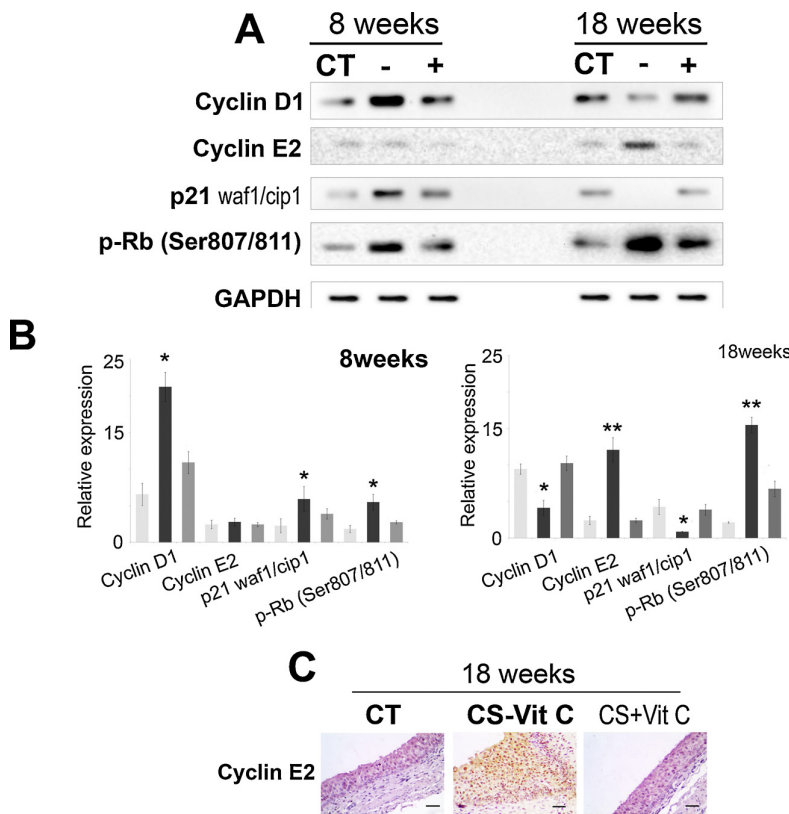 A
8 weeks
18 weeks
CT - + CT - +
Cyclin D1
Cyclin E2
p21 waf1/cip1
p-Rb (Ser807/811)
GAPDH
B
8weeks
18weeks
Relative expression
25
15
0
*
*
*
Cyclin D1
Cyclin E2
p21 waf1/cip1
p-Rb (Ser807/811)
Relative expression
25
15
0
*
**
*
**
Cyclin D1
Cyclin E2
p21 waf1/cip1
p-Rb (Ser807/811)
C
18 weeks
CT CS-Vit C CS+Vit C
Cyclin E2